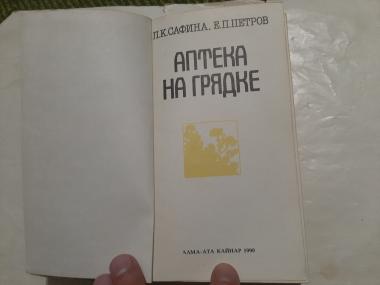 Л.К.САФИНА. Е.П.ПЕТРОВ
АПТЕКА
НА ГРЯДКЕ
АЛМА-АТА КАЙНАР 1990